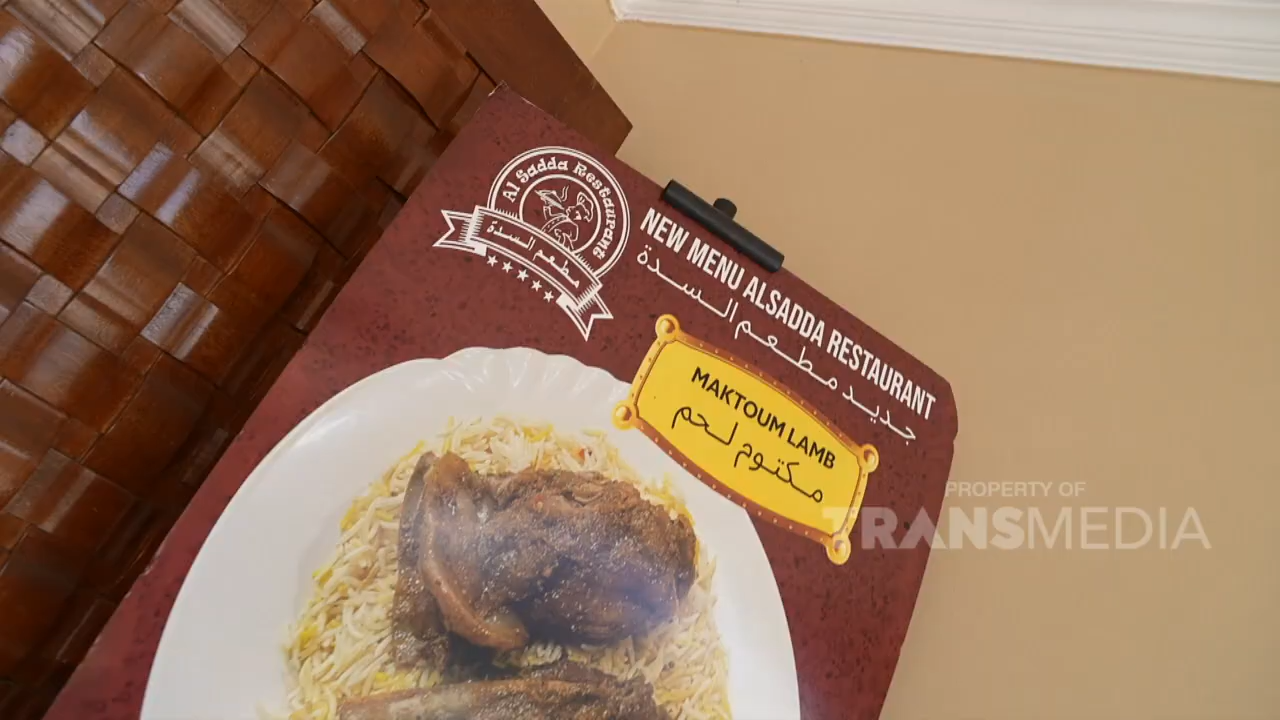 Al Sadda Restaurant
مطعم السدة
NEW MENU ALSADDA RESTAURANT
جديد مطعم السدة
MAKTOUM LAMB
مكتوم لحم
PROPERTY OF
TRANSMEDIA